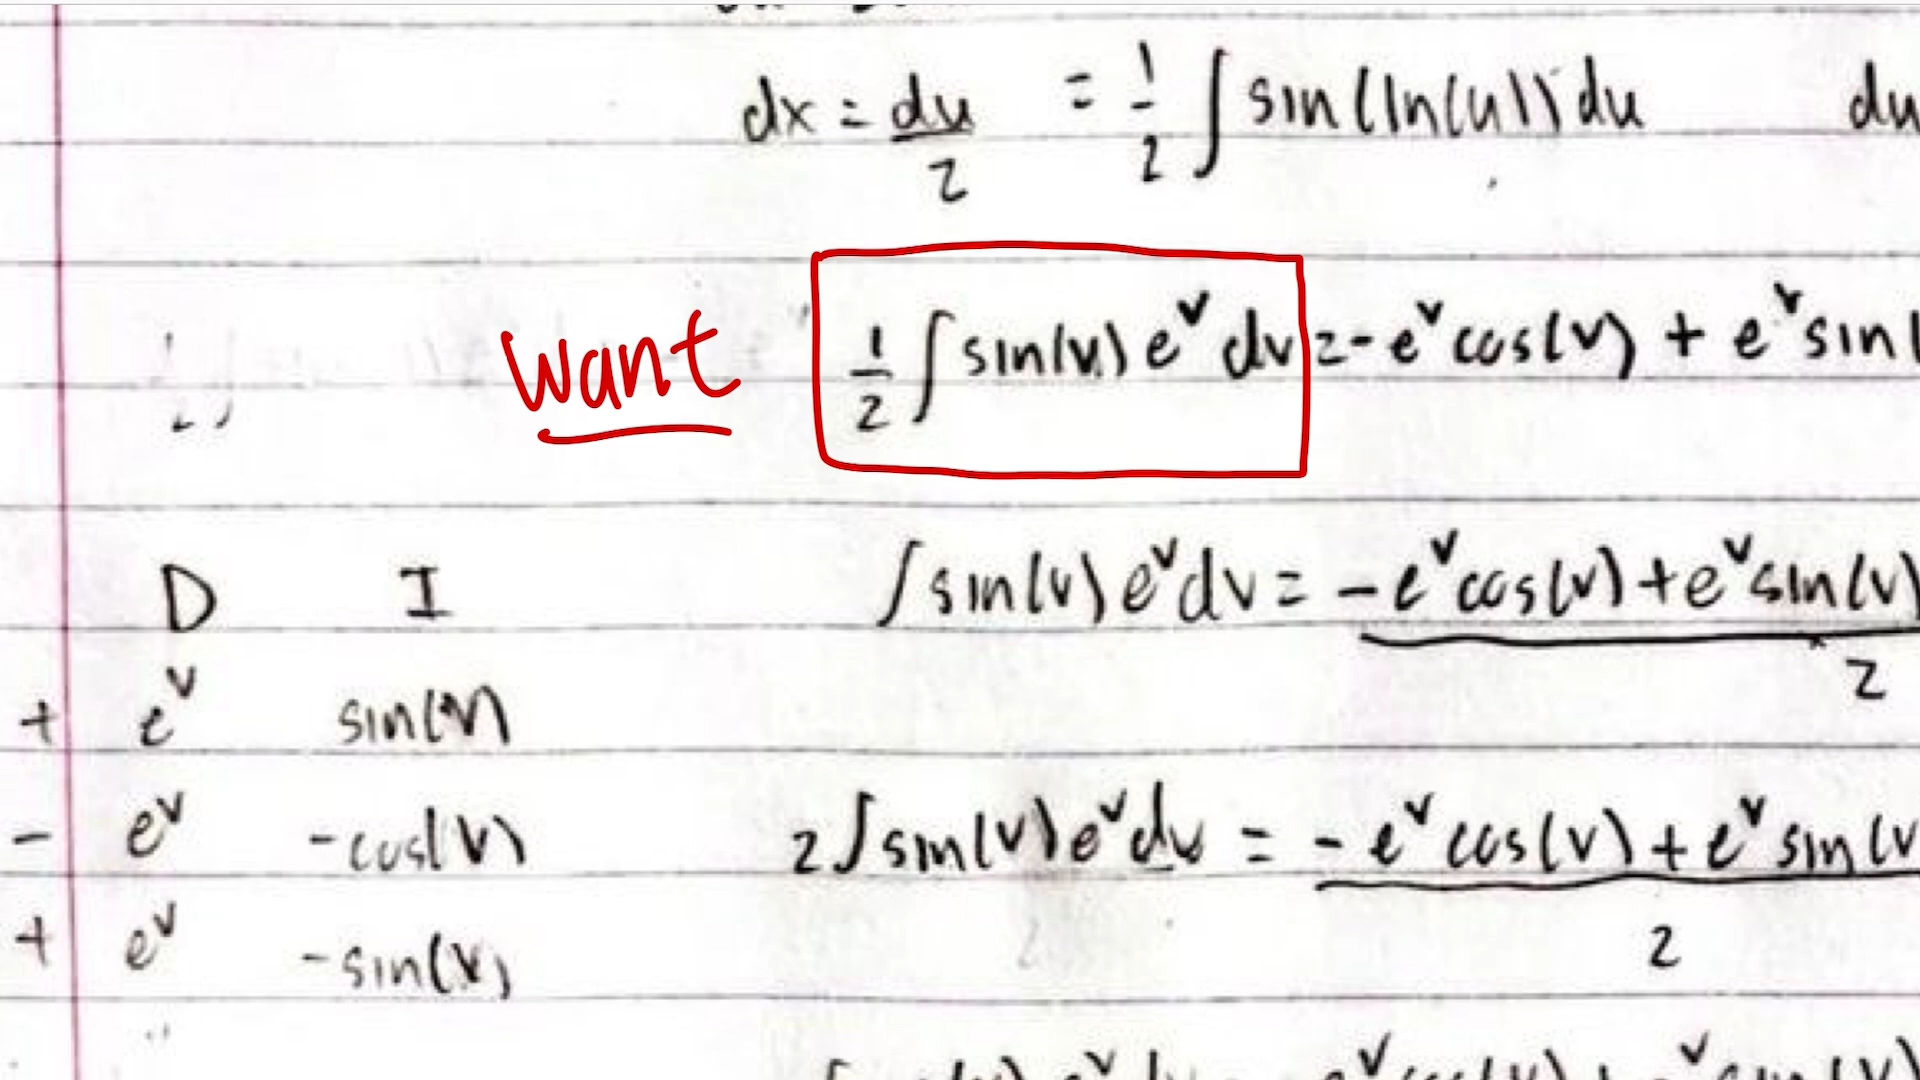 dx = du/2 = 1/2 ∫ sin(ln(u)) du du
want 1/2 ∫ sin(v) e^v dv = -e^v cos(v) + e^v sin(
D I ∫ sin(v) e^v dv = (-e^v cos(v) + e^v sin(v))/2
+ e^v sin(v)
- e^v -cos(v) 2∫ sin(v) e^v dv = (-e^v cos(v) + e^v sin(v)/2
+ e^v -sin(v)